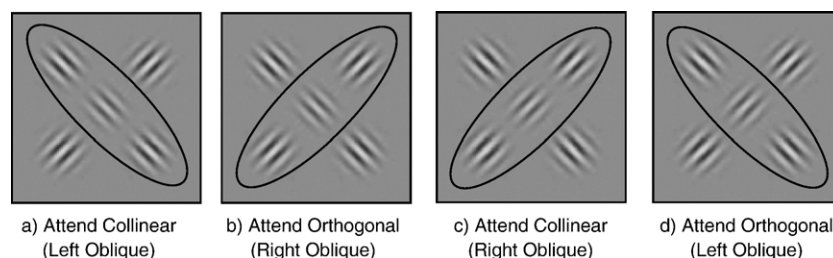 a) Attend Collinear
(Left Oblique)
b) Attend Orthogonal
(Right Oblique)
c) Attend Collinear
(Right Oblique)
d) Attend Orthogonal
(Left Oblique)